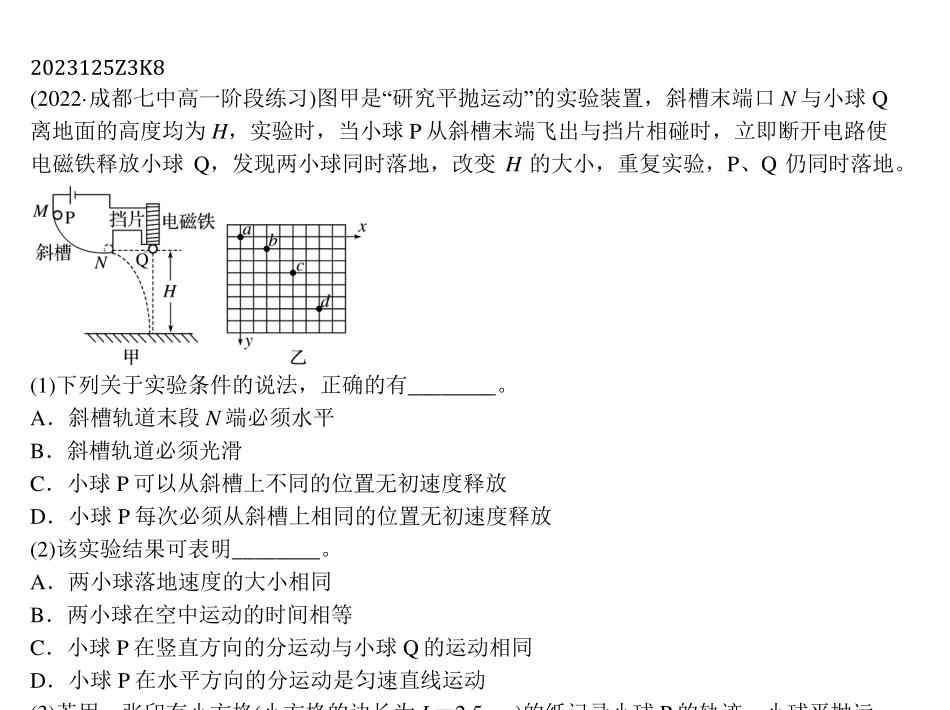 2023125Z3K8
(2022·成都七中高一阶段练习)图甲是“研究平抛运动”的实验装置，斜槽末端口 N 与小球 Q
离地面的高度均为 H，实验时，当小球 P 从斜槽末端飞出与挡片相碰时，立即断开电路使
电磁铁释放小球 Q，发现两小球同时落地，改变 H 的大小，重复实验，P、Q 仍同时落地。
M
P
挡片
电磁铁
斜槽
N
Q
H
甲
a
b
c
d
x
y
乙
(1)下列关于实验条件的说法，正确的有________。
A．斜槽轨道末段 N 端必须水平
B．斜槽轨道必须光滑
C．小球 P 可以从斜槽上不同的位置无初速度释放
D．小球 P 每次必须从斜槽上相同的位置无初速度释放
(2)该实验结果可表明________。
A．两小球落地速度的大小相同
B．两小球在空中运动的时间相等
C．小球 P 在竖直方向的分运动与小球 Q 的运动相同
D．小球 P 在水平方向的分运动是匀速直线运动